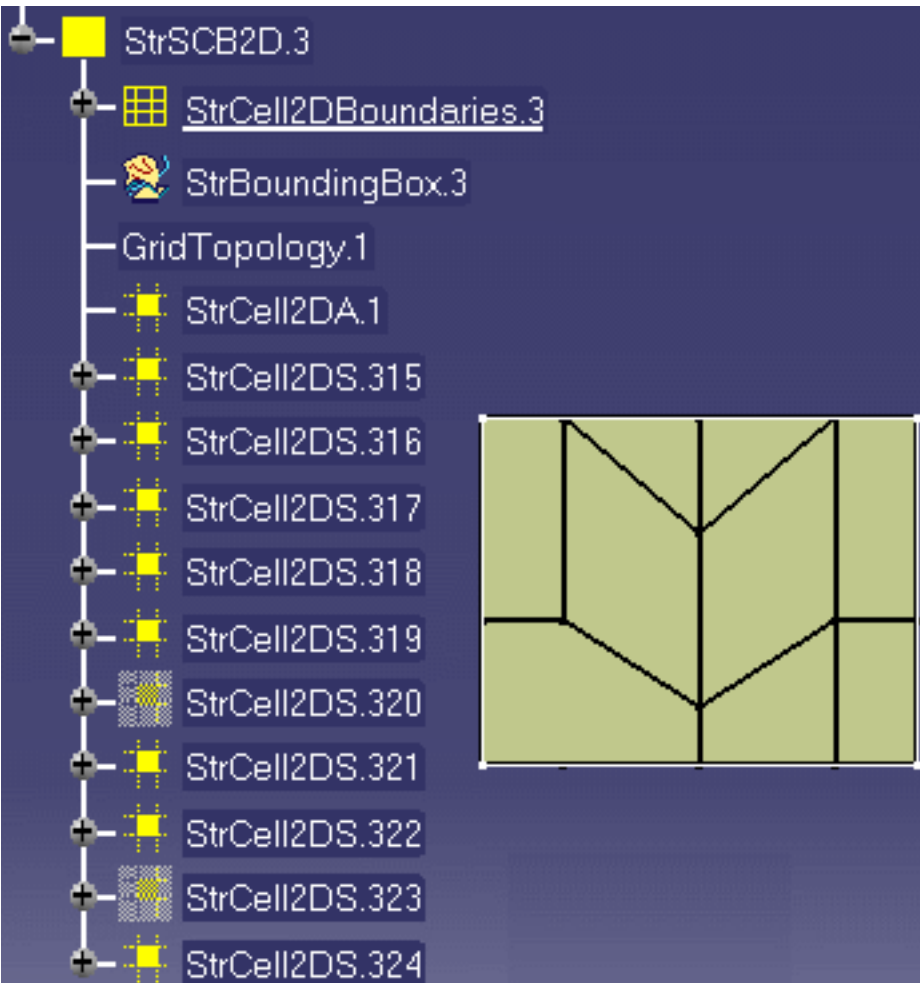 StrSCB2D.3
StrCell2DBoundaries.3
StrBoundingBox.3
GridTopology.1
StrCell2DA.1
StrCell2DS.315
StrCell2DS.316
StrCell2DS.317
StrCell2DS.318
StrCell2DS.319
StrCell2DS.320
StrCell2DS.321
StrCell2DS.322
StrCell2DS.323
StrCell2DS.324